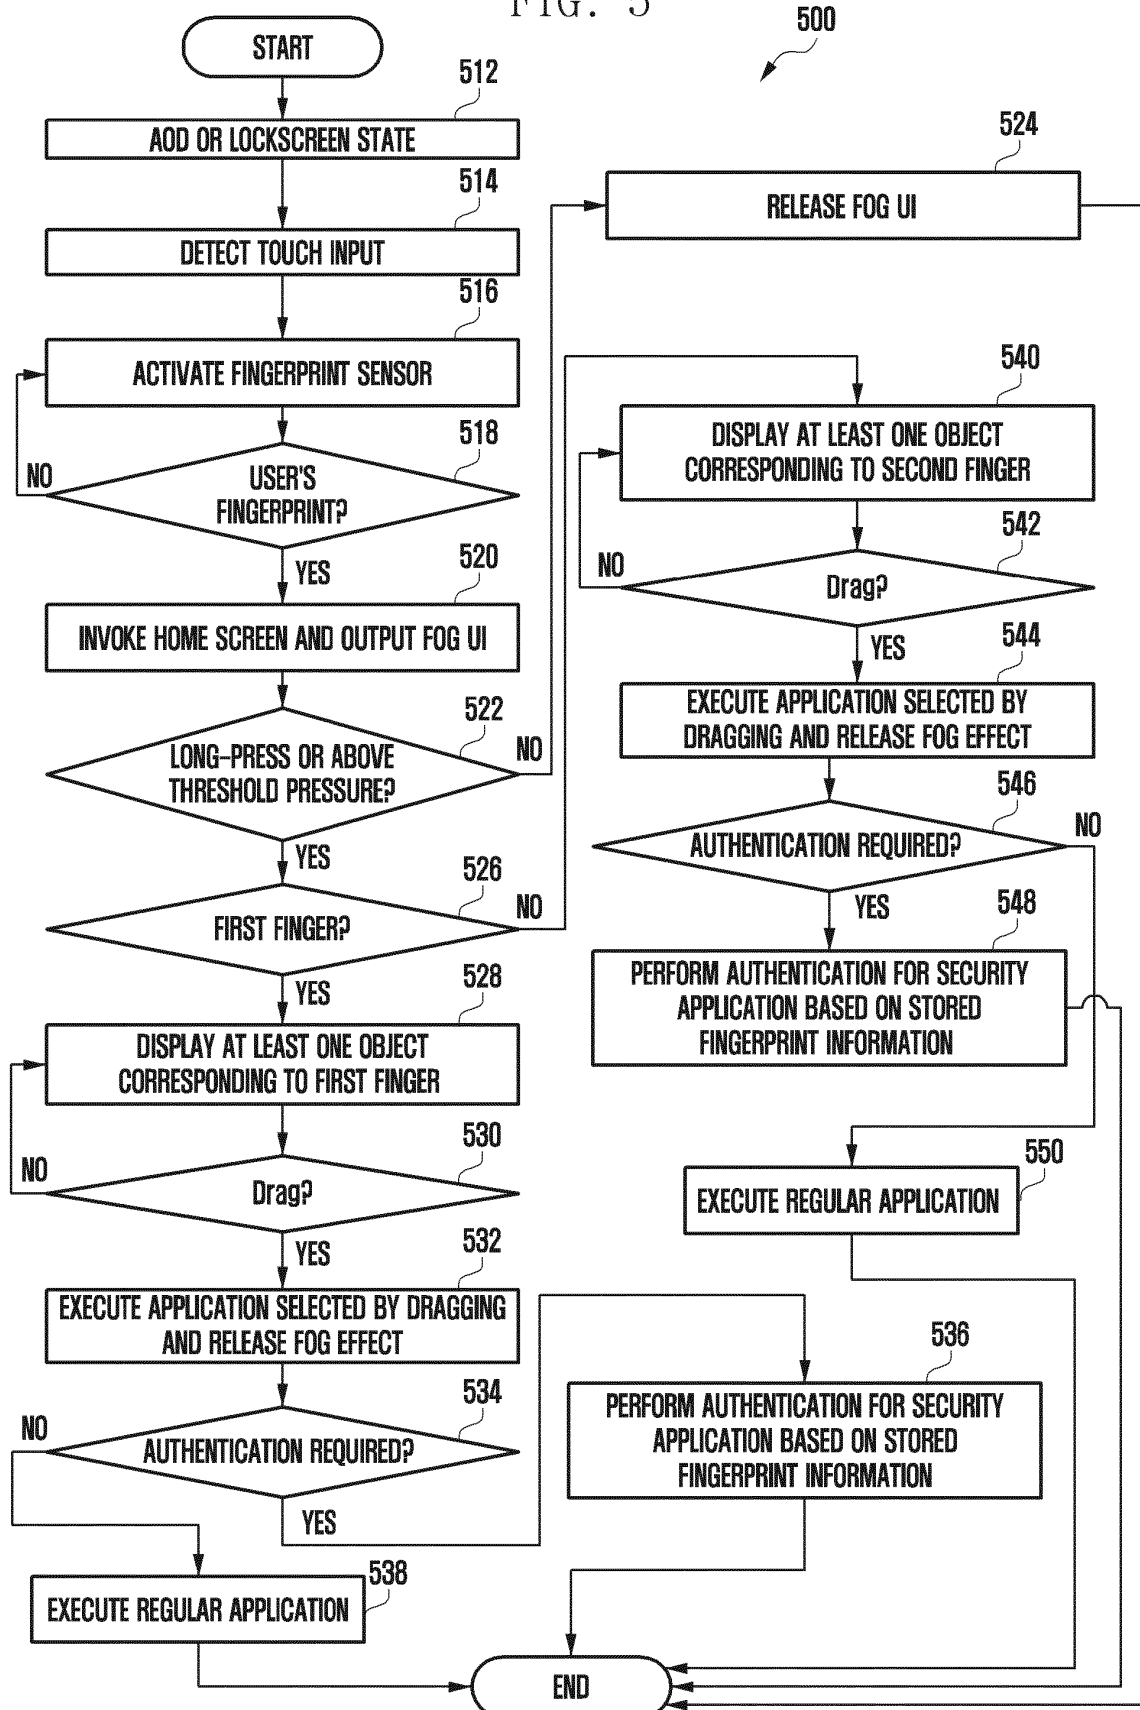 FIG. 5
500
START
512
AOD OR LOCKSCREEN STATE
514
DETECT TOUCH INPUT
516
ACTIVATE FINGERPRINT SENSOR
518
USER'S
FINGERPRINT?
NO
YES
520
INVOKE HOME SCREEN AND OUTPUT FOG UI
522
LONG-PRESS OR ABOVE
THRESHOLD PRESSURE?
NO
YES
524
RELEASE FOG UI
526
FIRST FINGER?
NO
YES
528
DISPLAY AT LEAST ONE OBJECT
CORRESPONDING TO FIRST FINGER
530
Drag?
NO
YES
532
EXECUTE APPLICATION SELECTED BY DRAGGING
AND RELEASE FOG EFFECT
534
AUTHENTICATION REQUIRED?
NO
YES
536
PERFORM AUTHENTICATION FOR SECURITY
APPLICATION BASED ON STORED
FINGERPRINT INFORMATION
538
EXECUTE REGULAR APPLICATION
540
DISPLAY AT LEAST ONE OBJECT
CORRESPONDING TO SECOND FINGER
542
Drag?
NO
YES
544
EXECUTE APPLICATION SELECTED BY
DRAGGING AND RELEASE FOG EFFECT
546
AUTHENTICATION REQUIRED?
NO
YES
548
PERFORM AUTHENTICATION FOR SECURITY
APPLICATION BASED ON STORED
FINGERPRINT INFORMATION
550
EXECUTE REGULAR APPLICATION
END